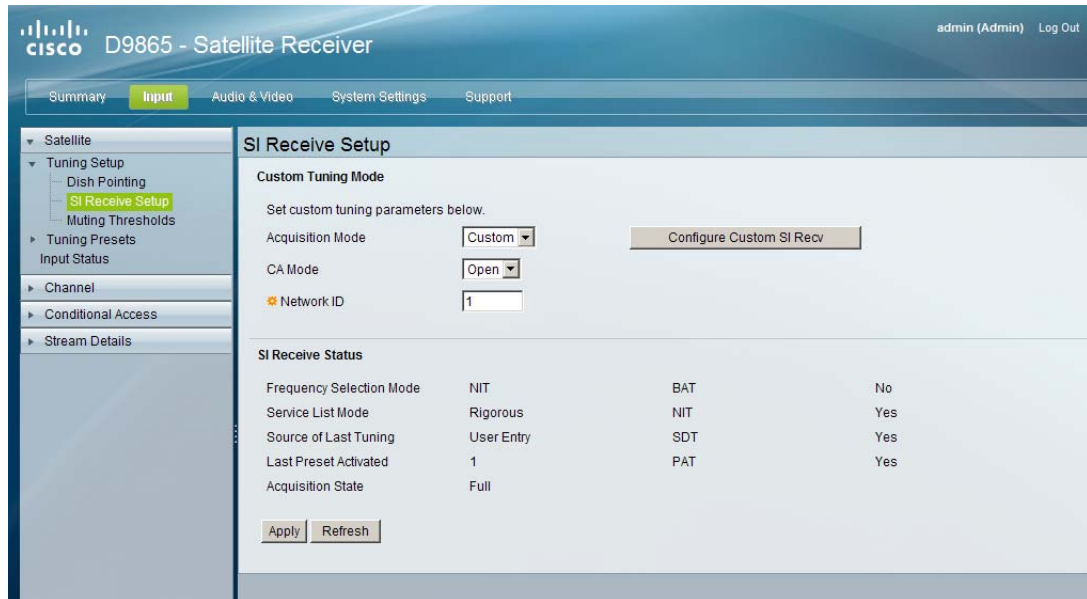 CISCO D9865 - Satellite Receiver
admin (Admin) Log Out
Summary Input Audio & Video System Settings Support
Satellite
Tuning Setup
Dish Pointing
SI Receive Setup
Muting Thresholds
Tuning Presets
Input Status
Channel
Conditional Access
Stream Details
SI Receive Setup
Custom Tuning Mode
Set custom tuning parameters below.
Acquisition Mode Custom Configure Custom SI Recv
CA Mode Open
Network ID 1
SI Receive Status
Frequency Selection Mode NIT BAT No
Service List Mode Rigorous NIT Yes
Source of Last Tuning User Entry SDT Yes
Last Preset Activated 1 PAT Yes
Acquisition State Full
Apply Refresh